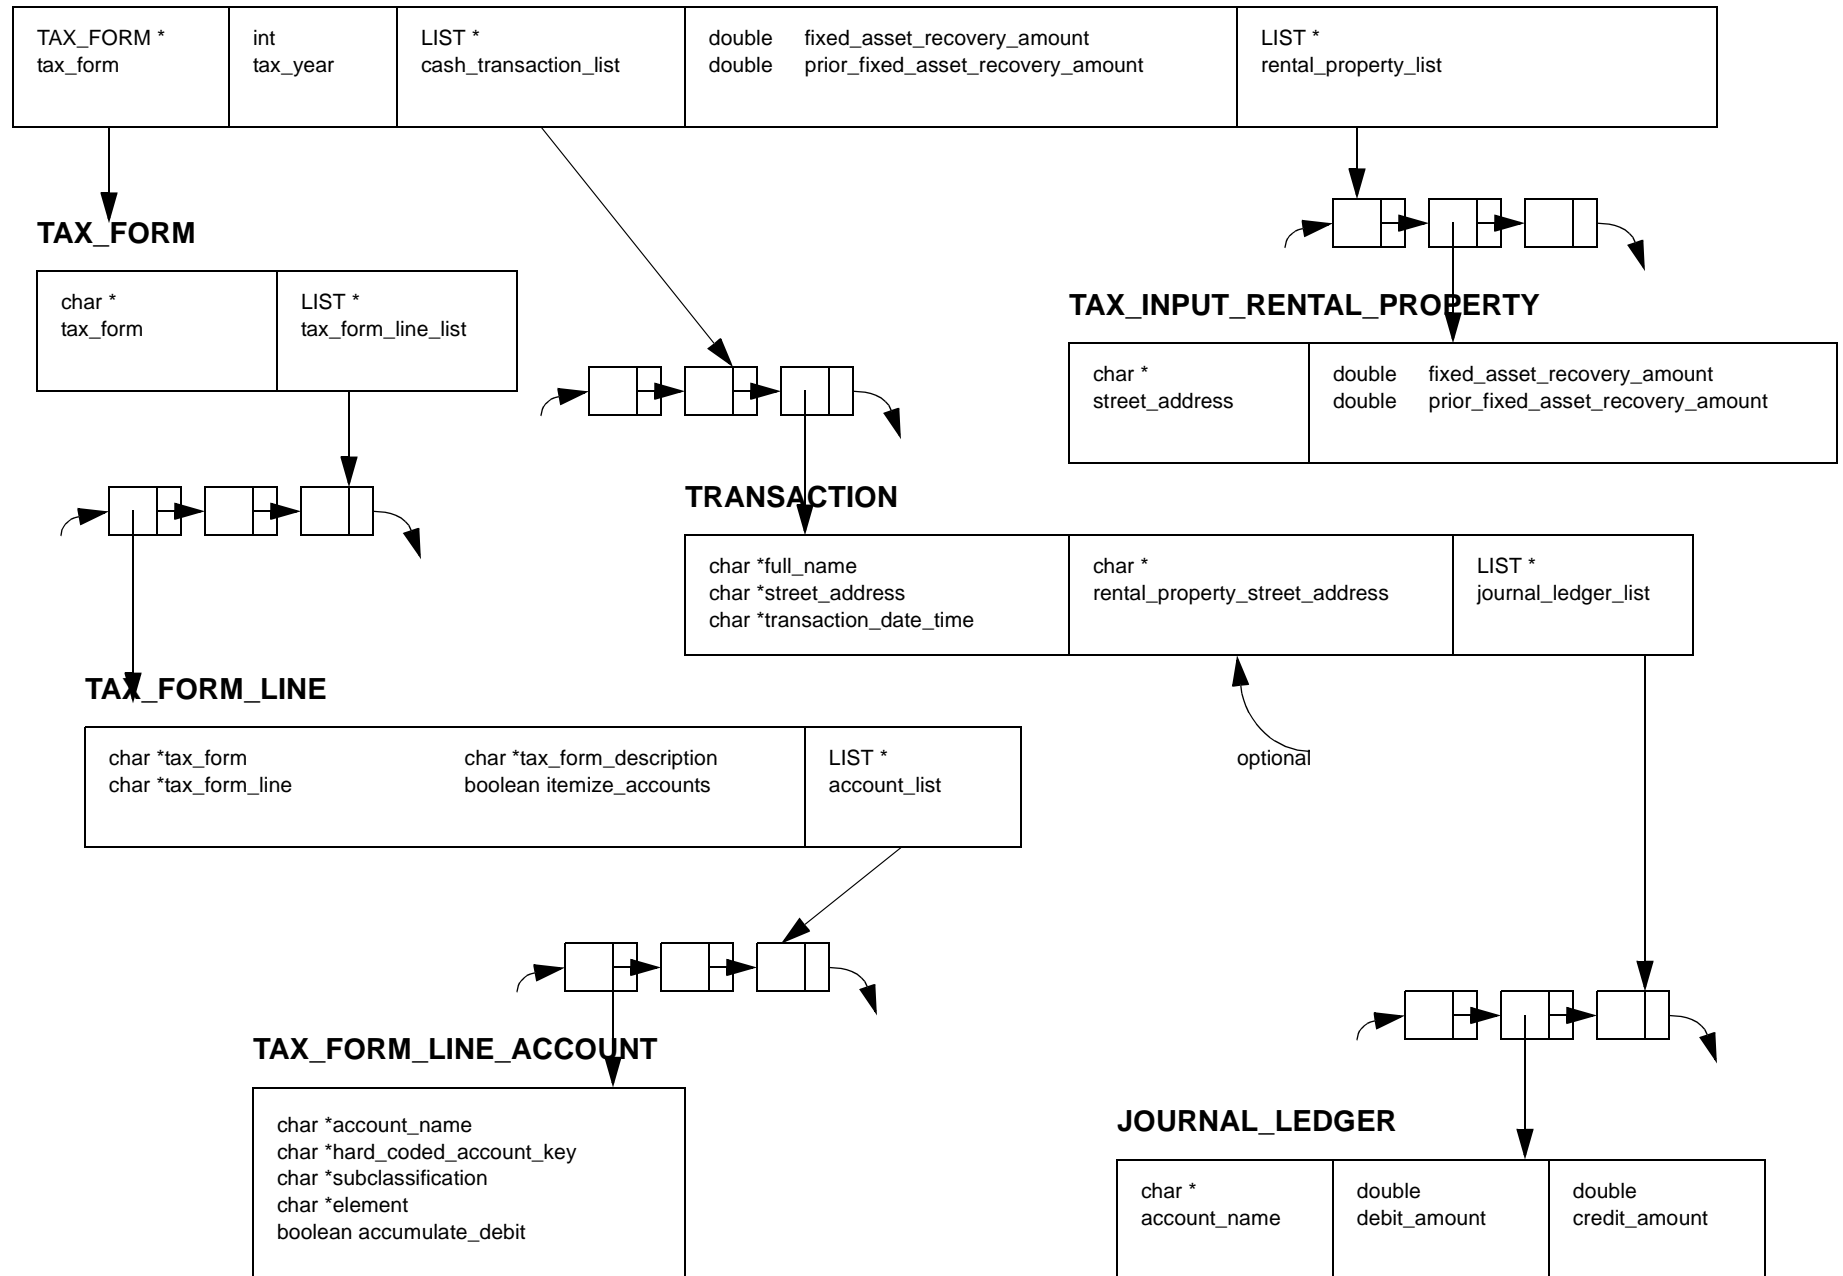 TAX_FORM *
tax_form
int
tax_year
LIST *
cash_transaction_list
double fixed_asset_recovery_amount
double prior_fixed_asset_recovery_amount
LIST *
rental_property_list
TAX_FORM
char *
tax_form
LIST *
tax_form_line_list
TAX_INPUT_RENTAL_PROPERTY
char *
street_address
double fixed_asset_recovery_amount
double prior_fixed_asset_recovery_amount
TRANSACTION
char *full_name
char *street_address
char *transaction_date_time
char *
rental_property_street_address
LIST *
journal_ledger_list
optional
TAX_FORM_LINE
char *tax_form
char *tax_form_line
char *tax_form_description
boolean itemize_accounts
LIST *
account_list
TAX_FORM_LINE_ACCOUNT
char *account_name
char *hard_coded_account_key
char *subclassification
char *element
boolean accumulate_debit
JOURNAL_LEDGER
char *
account_name
double
debit_amount
double
credit_amount